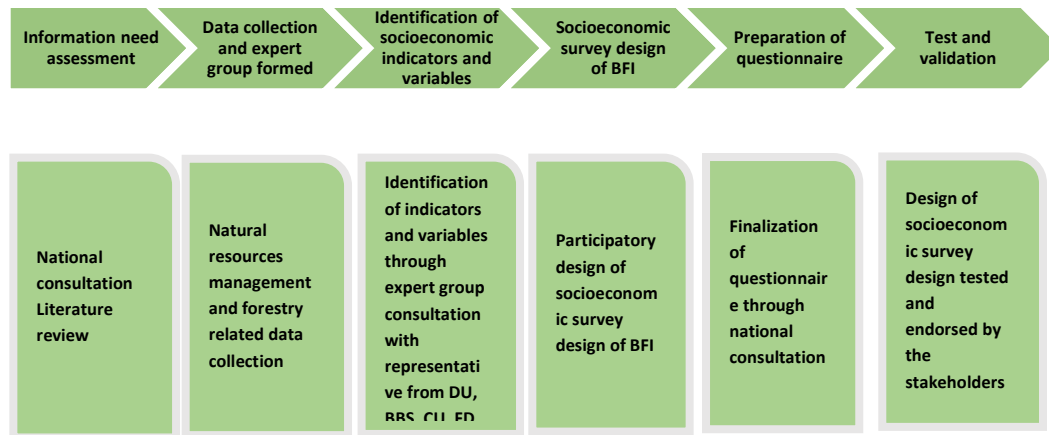 Information need
assessment
Data collection
and expert
group formed
Identification of
socioeconomic
indicators and
variables
Socioeconomic
survey design
of BFI
Preparation of
questionnaire
Test and
validation
National
consultation
Literature
review
Natural
resources
management
and forestry
related data
collection
Identification
of indicators
and variables
through
expert group
consultation
with
representati
ve from DU,
BBS, CU, FD
Participatory
design of
socioeconom
ic survey
design of BFI
Finalization
of
questionnair
e through
national
consultation
Design of
socioeconom
ic survey
design tested
and
endorsed by
the
stakeholders